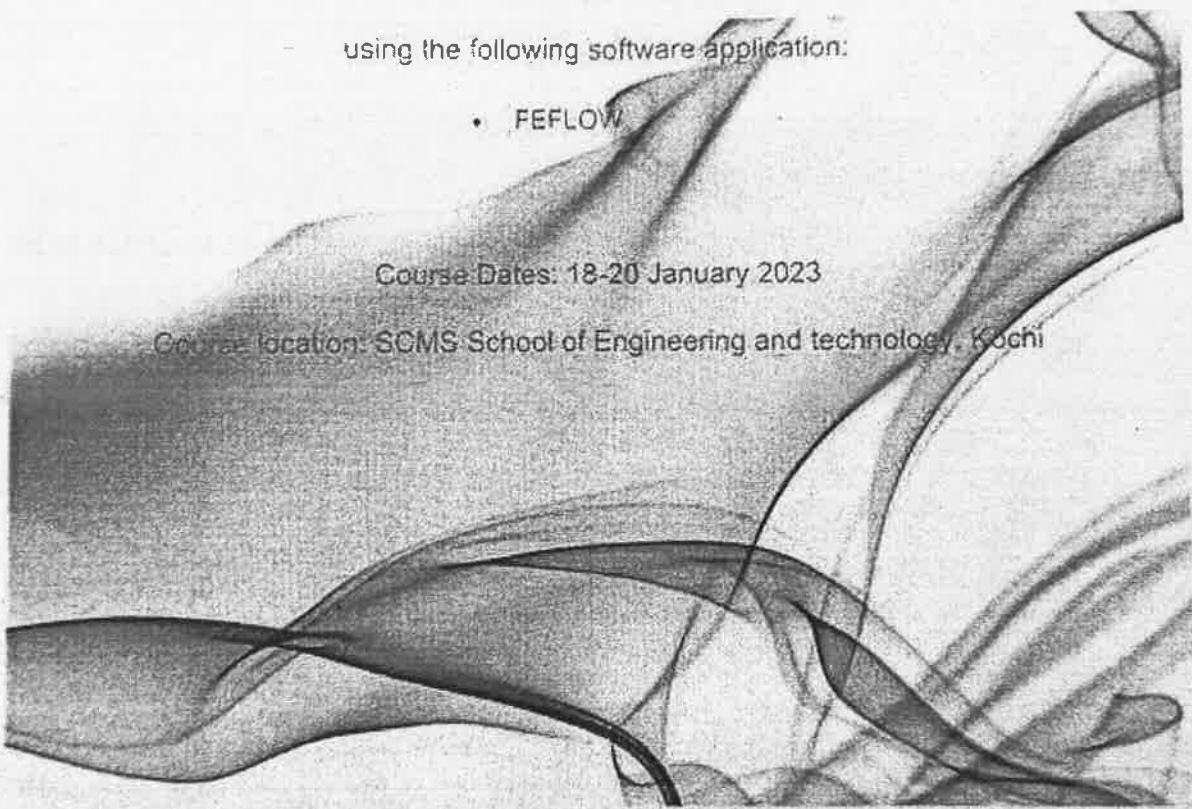 using the following software application:
• FEFLOW
Course Dates: 18-20 January 2023
Course location: SCMS School of Engineering and technology, Kochi